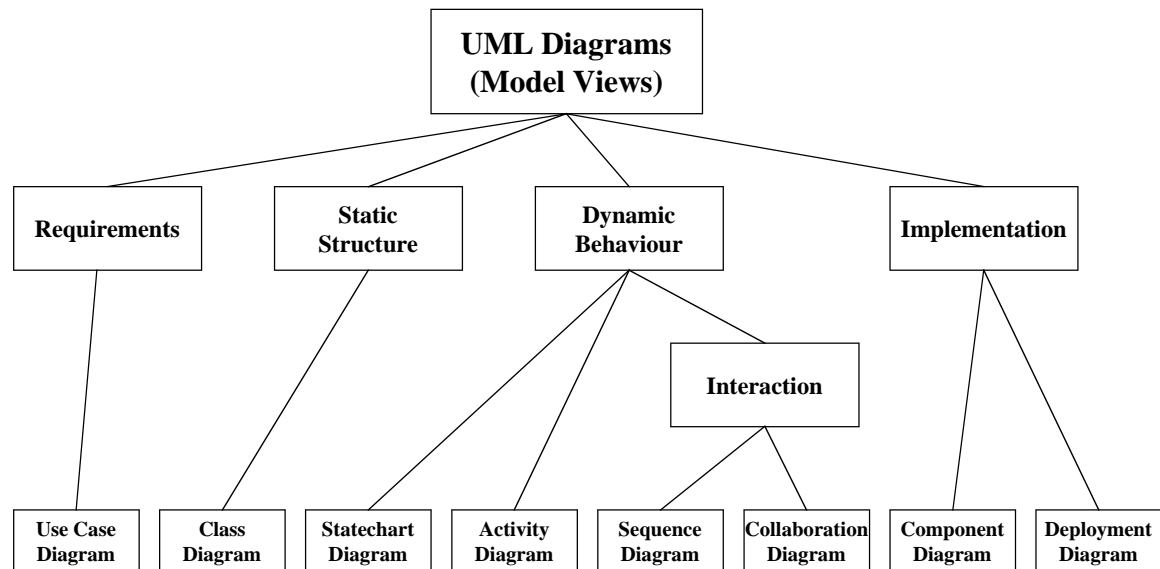 UML Diagrams
(Model Views)
Requirements
Static
Structure
Dynamic
Behaviour
Implementation
Interaction
Use Case
Diagram
Class
Diagram
Statechart
Diagram
Activity
Diagram
Sequence
Diagram
Collaboration
Diagram
Component
Diagram
Deployment
Diagram